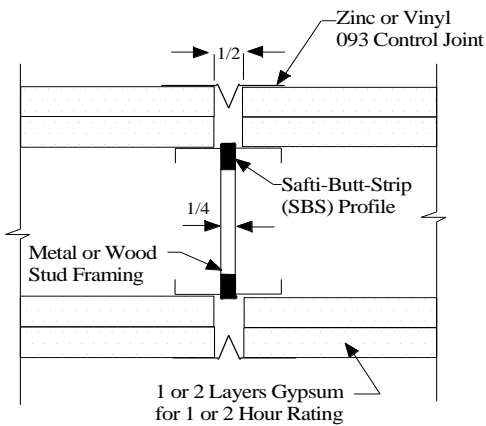 Zinc or Vinyl
093 Control Joint
1/2
Safti-Butt-Strip
(SBS) Profile
1/4
Metal or Wood
Stud Framing
1 or 2 Layers Gypsum
for 1 or 2 Hour Rating